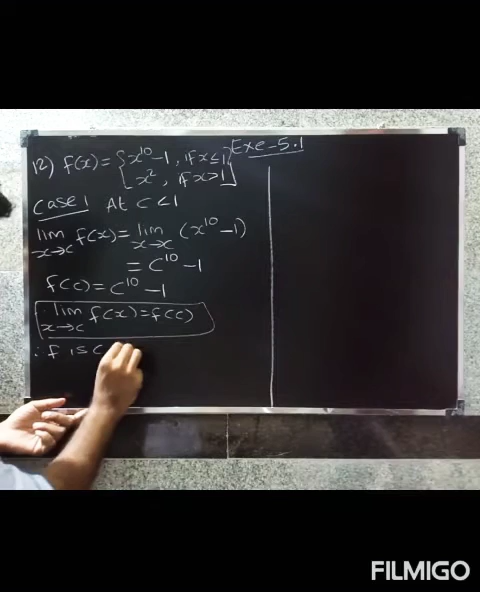 12) f(x) = { x¹⁰-1, if x ≤ 1
x², if x > 1
Exe-5.1
Case 1 At c < 1
lim x→c f(x) = lim x→c (x¹⁰-1)
= c¹⁰-1
f(c) = c¹⁰-1
lim x→c f(x) = f(c)
∴ f is c
FILMIGO